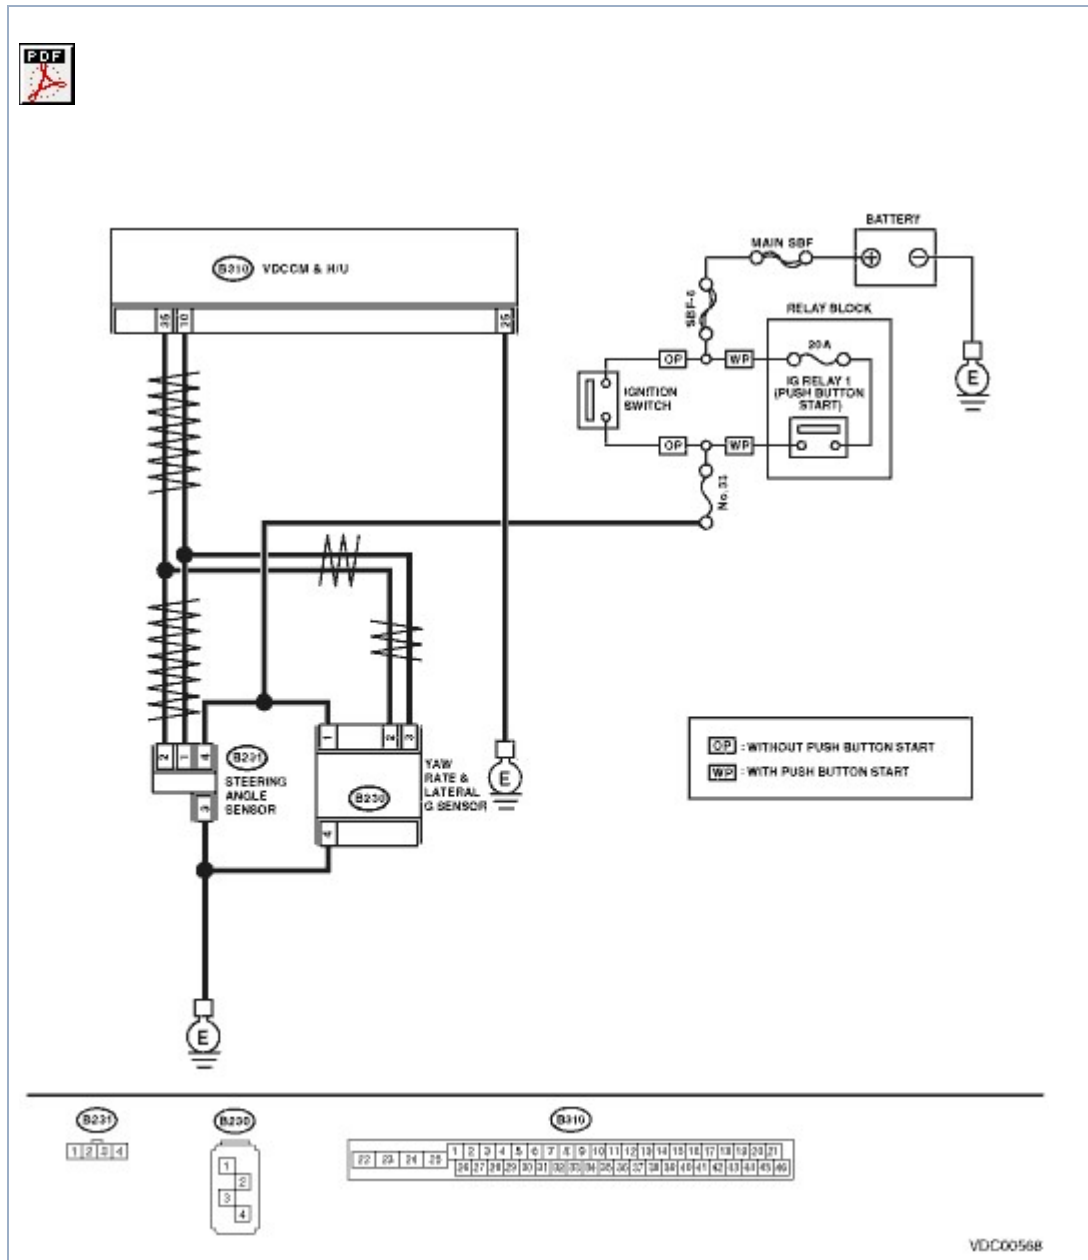 PDF
BATTERY
MAIN SBF
B310 VDCCM & H/U
RELAY BLOCK
35 10 25
SBF-6
20A
OP WP
E
IG RELAY 1
(PUSH BUTTON
START)
IGNITION
SWITCH
OP WP
No.33
2 1 4
1 2 3
B231
STEERING
ANGLE
SENSOR
3
B230
YAW
RATE &
LATERAL
G SENSOR
E
4
OP : WITHOUT PUSH BUTTON START
WP : WITH PUSH BUTTON START
E
B231
B230
B310
1 2 3 4
1
2
3
4
22 23 24 25
1 2 3 4 5 6 7 8 9 10 11 12 13 14 15 16 17 18 19 20 21
26 27 28 29 30 31 32 33 34 35 36 37 38 39 40 41 42 43 44 45 46
VDC00568